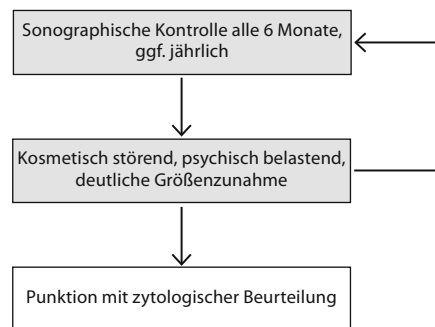 Sonographische Kontrolle alle 6 Monate,
ggf. jährlich
Kosmetisch störend, psychisch belastend,
deutliche Größenzunahme
Punktion mit zytologischer Beurteilung